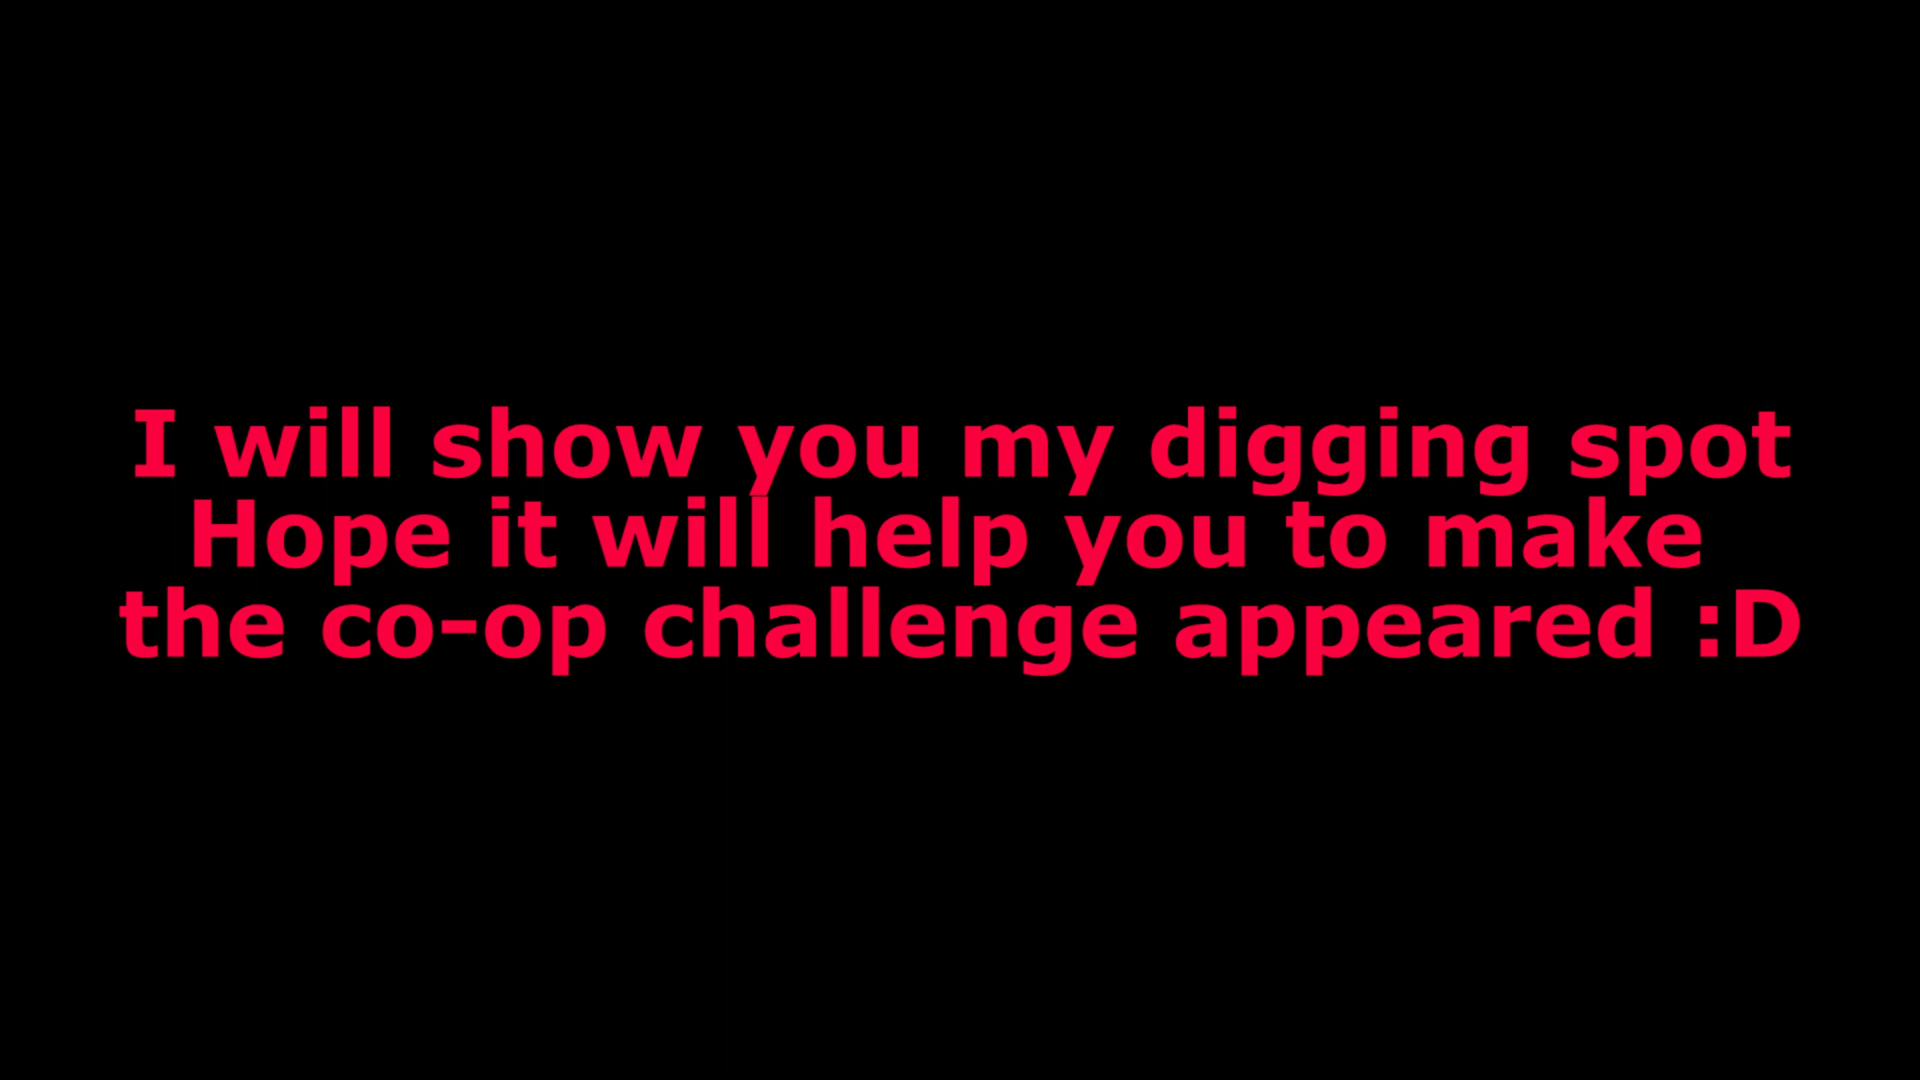 I will show you my digging spot
Hope it will help you to make
the co-op challenge appeared :D